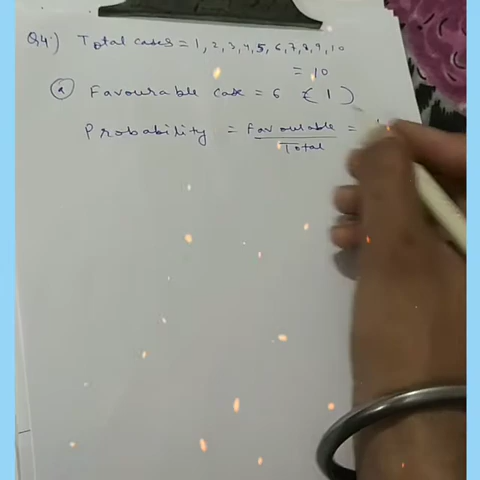 Q4:) Total cases = 1, 2, 3, 4, 5, 6, 7, 8, 9, 10
= 10
(a) Favourable case = 6 (1)
Probability = Favourable =
Total